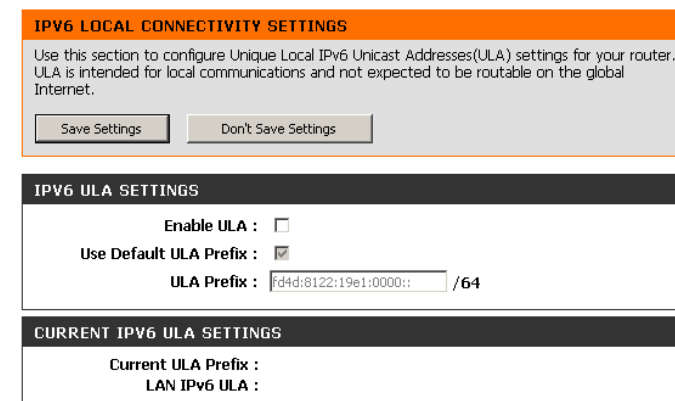 IPV6 LOCAL CONNECTIVITY SETTINGS
Use this section to configure Unique Local IPv6 Unicast Addresses(ULA) settings for your router.
ULA is intended for local communications and not expected to be routable on the global
Internet.
Save Settings Don't Save Settings
IPV6 ULA SETTINGS
Enable ULA :
Use Default ULA Prefix :
ULA Prefix : fd4d:8122:19e1:0000:: /64
CURRENT IPV6 ULA SETTINGS
Current ULA Prefix :
LAN IPv6 ULA :